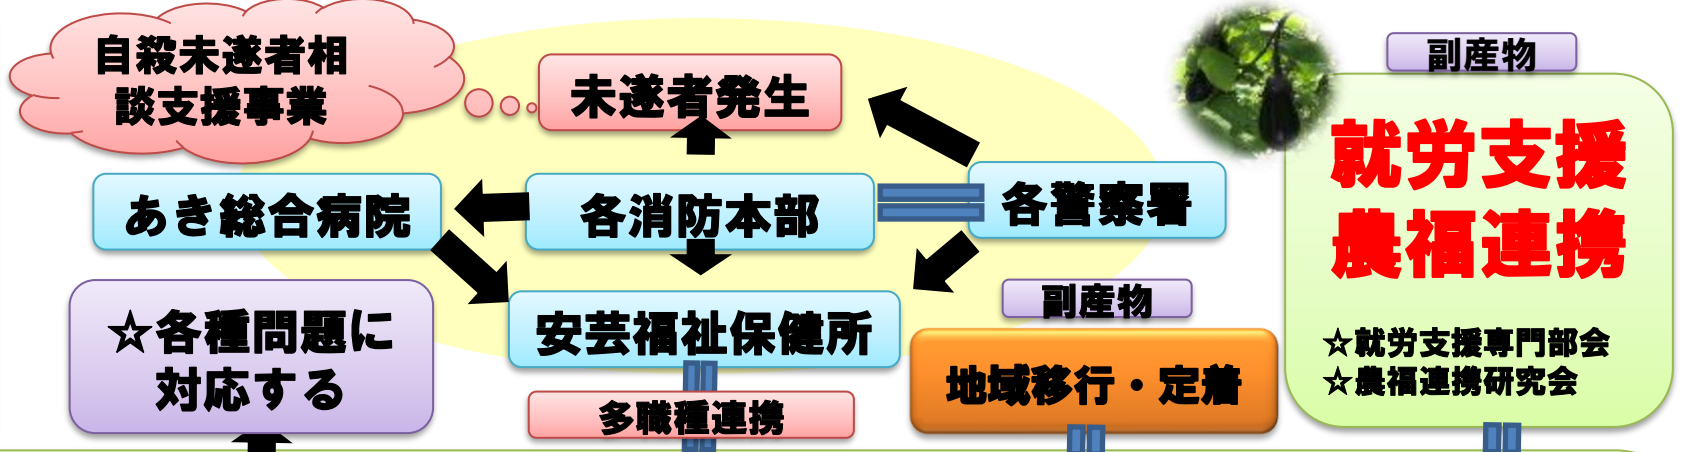 自殺未遂者相
談支援事業
未遂者発生
副産物
就労支援
農福連携
あき総合病院
各消防本部
各警察署
☆各種問題に
対応する
安芸福祉保健所
副産物
地域移行・定着
☆就労支援専門部会
☆農福連携研究会
多職種連携